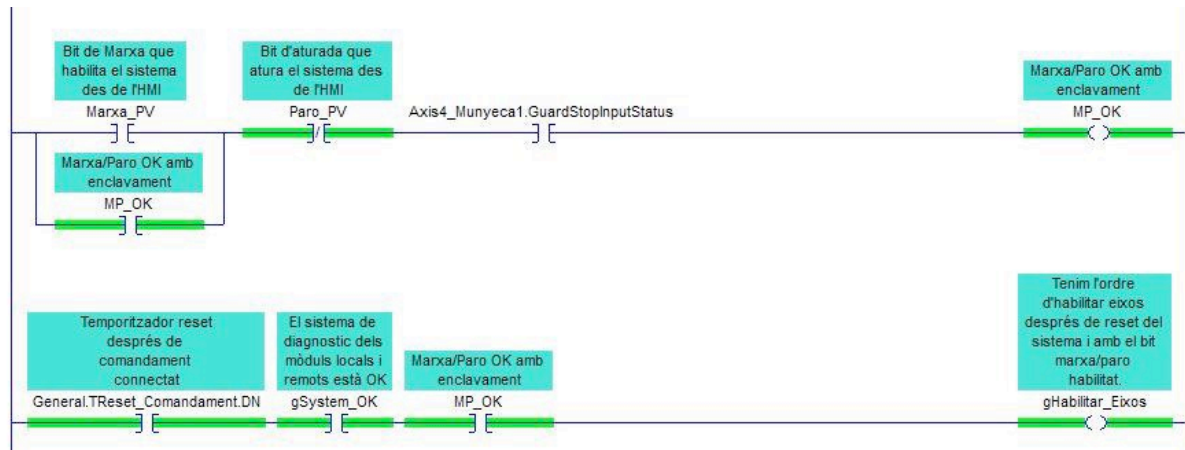 Bit de Marxa que
habilita el sistema
des de l'HMI
Marxa_PV
Bit d'aturada que
atura el sistema des
de l'HMI
Paro_PV
Axis4_Munyeca1.GuardStopInputStatus
Marxa/Paro OK amb
enclavament
MP_OK
Marxa/Paro OK amb
enclavament
MP_OK
Temporitzador reset
després de
comandament
connectat
General.TReset_Comandament.DN
El sistema de
diagnostic dels
mòduls locals i
remots està OK
gSystem_OK
Marxa/Paro OK amb
enclavament
MP_OK
Tenim l'ordre
d'habilitar eixos
després de reset del
sistema i amb el bit
marxa/paro
habilitat.
gHabilitar_Eixos